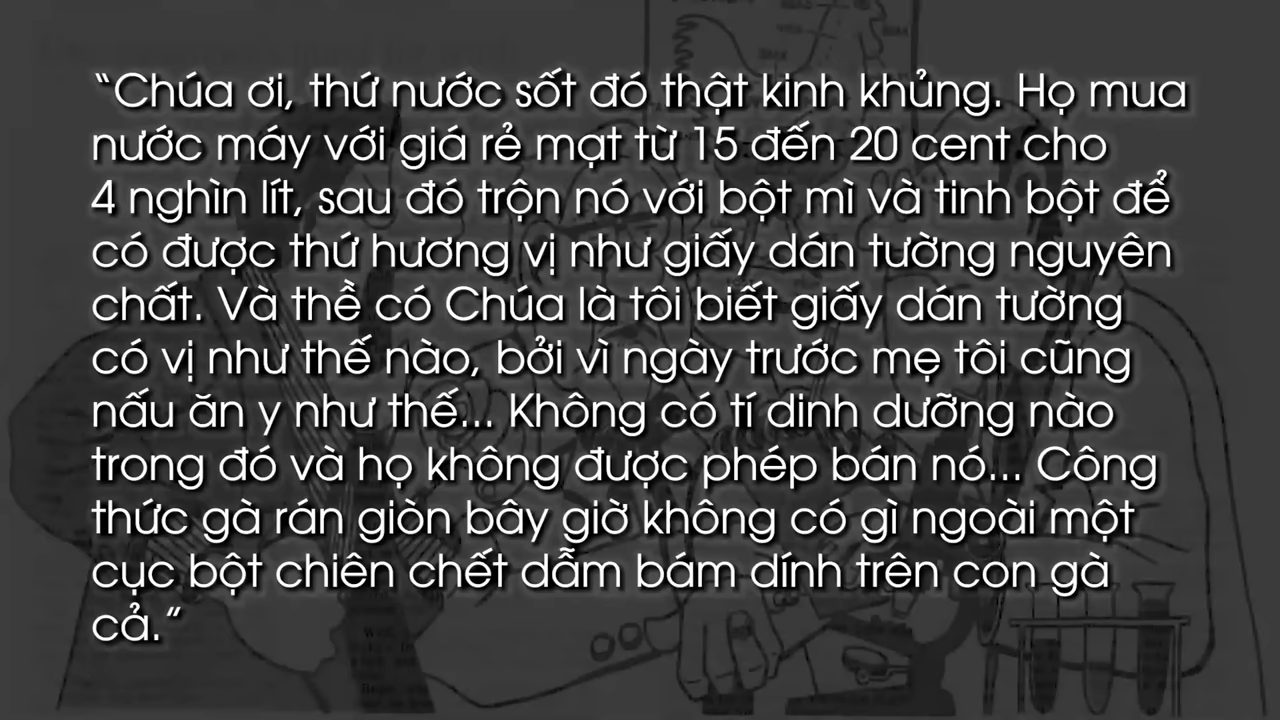 “Chúa ơi, thứ nước sốt đó thật kinh khủng. Họ mua
nước máy với giá rẻ mạt từ 15 đến 20 cent cho
4 nghìn lít, sau đó trộn nó với bột mì và tinh bột để
có được thứ hương vị như giấy dán tường nguyên
chất. Và thề có Chúa là tôi biết giấy dán tường
có vị như thế nào, bởi vì ngày trước mẹ tôi cũng
nấu ăn y như thế... Không có tí dinh dưỡng nào
trong đó và họ không được phép bán nó... Công
thức gà rán giòn bây giờ không có gì ngoài một
cục bột chiên chết dẫm bám dính trên con gà
cả.”